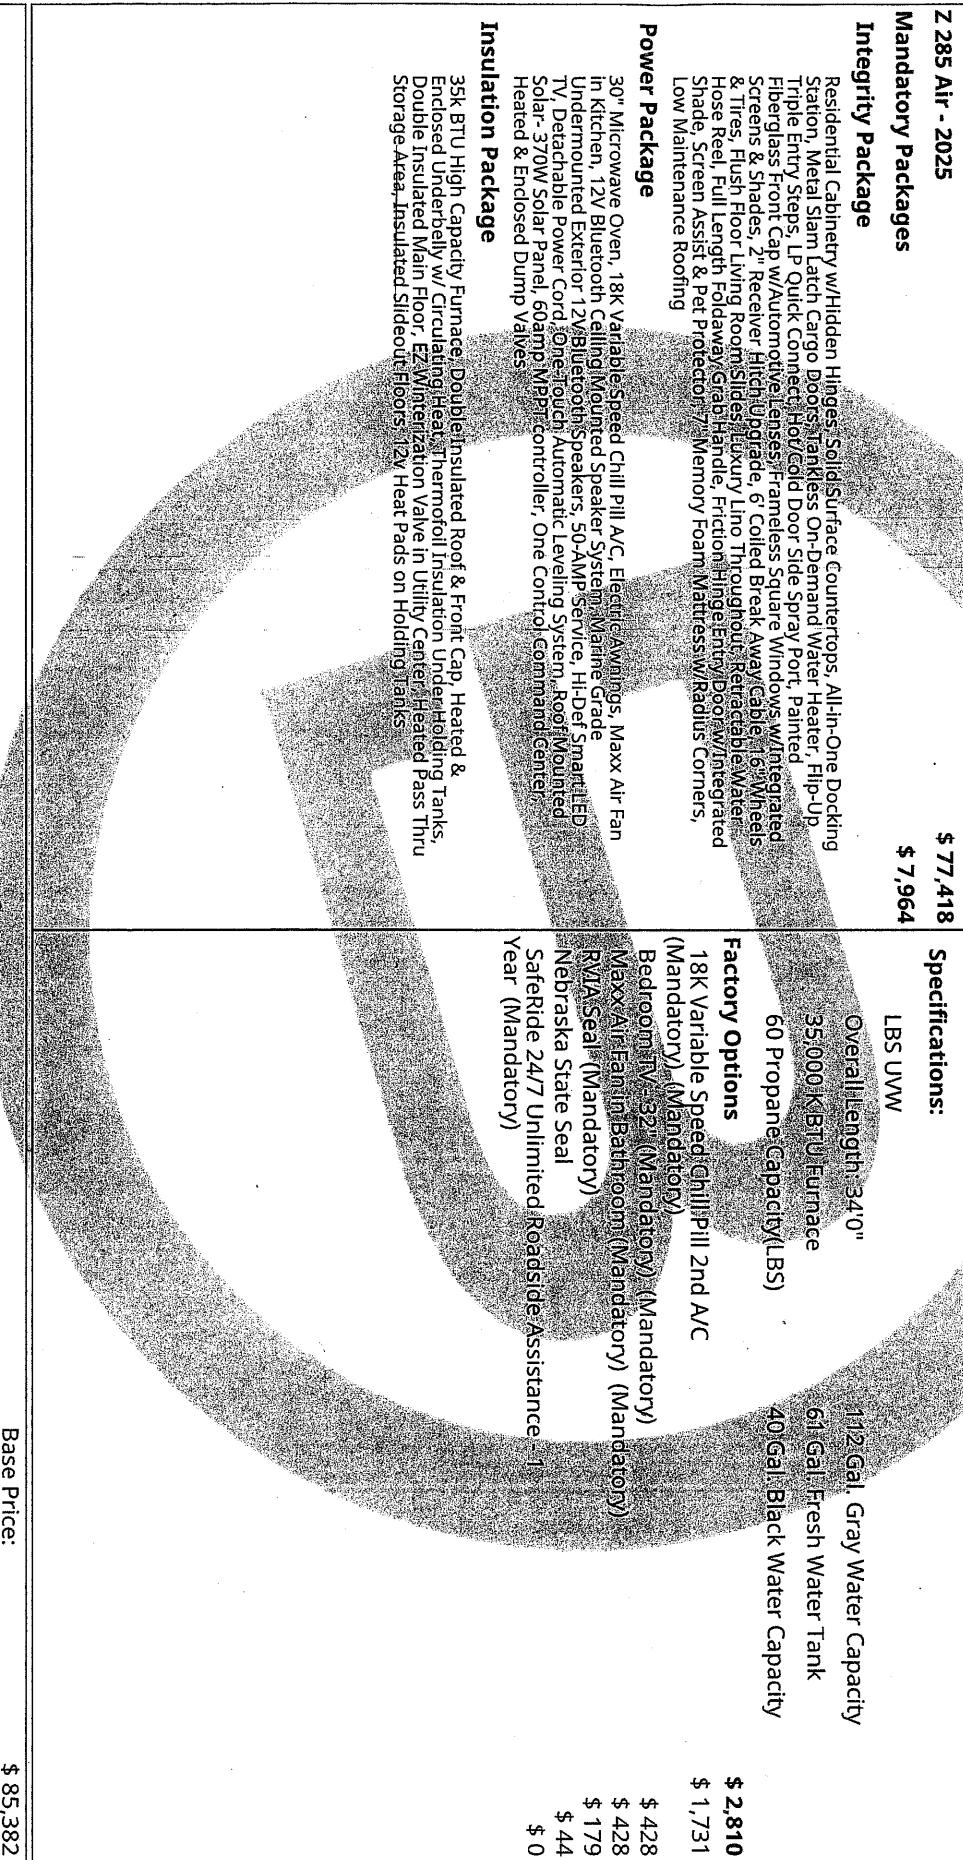 Z 285 Air - 2025 $ 77,418
Mandatory Packages $ 7,964
Integrity Package
Residential Cabinetry w/Hidden Hinges, Solid Surface Countertops, All-in-One Docking
Station, Metal Slam Latch Cargo Doors, Tankless On-Demand Water Heater, Flip-Up
Triple Entry Steps, LP Quick Connect, Hot/Cold Door Side Spray Port, Painted
Fiberglass Front Cap w/Automotive Lenses, Frameless Square Windows w/Integrated
Screens & Shades, 2" Receiver Hitch Upgrade, 6' Coiled Break Away Cable, 16" Wheels
& Tires, Flush Floor Living Room Slides, Luxury Lino Throughout, Retractable Water
Hose Reel, Full Length Foldaway Grab Handle, Friction Hinge Entry Door w/Integrated
Shade, Screen Assist & Pet Protector, 7" Memory Foam Mattress w/Radius Corners,
Low Maintenance Roofing
Power Package
30" Microwave Oven, 18K Variable Speed Chill Pill A/C, Electric Awnings, Maxx Air Fan
in Kitchen, 12V Bluetooth Ceiling Mounted Speaker System, Marine Grade
Undermounted Exterior 12V Bluetooth Speakers, 50-AMP Service, Hi-Def Smart LED
TV, Detachable Power Cord, One-Touch Automatic Leveling System, Roof Mounted
Solar- 370W Solar Panel, 60amp MPPT controller, One Control Command Center,
Heated & Enclosed Dump Valves
Insulation Package
35k BTU High Capacity Furnace, Double Insulated Roof & Front Cap, Heated &
Enclosed Underbelly w/ Circulating Heat, Thermofoil Insulation Under Holding Tanks,
Double Insulated Main Floor, EZ Winterization Valve in Utility Center, Heated Pass Thru
Storage Area, Insulated Slideout Floors, 12v Heat Pads on Holding Tanks
Specifications:
LBS UVW
Overall Length: 34'0" 112 Gal. Gray Water Capacity
35,000 K BTU Furnace 61 Gal. Fresh Water Tank
60 Propane Capacity(LBS) 40 Gal. Black Water Capacity
Factory Options $ 2,810
18K Variable Speed Chill Pill 2nd A/C $ 1,731
(Mandatory) (Mandatory)
Bedroom TV - 32" (Mandatory) (Mandatory) $ 428
Maxx Air Fan In Bathroom (Mandatory) (Mandatory) $ 428
RVIA Seal (Mandatory) $ 179
Nebraska State Seal $ 44
SafeRide 24/7 Unlimited Roadside Assistance - 1 $ 0
Year (Mandatory)
Base Price: $ 85,382